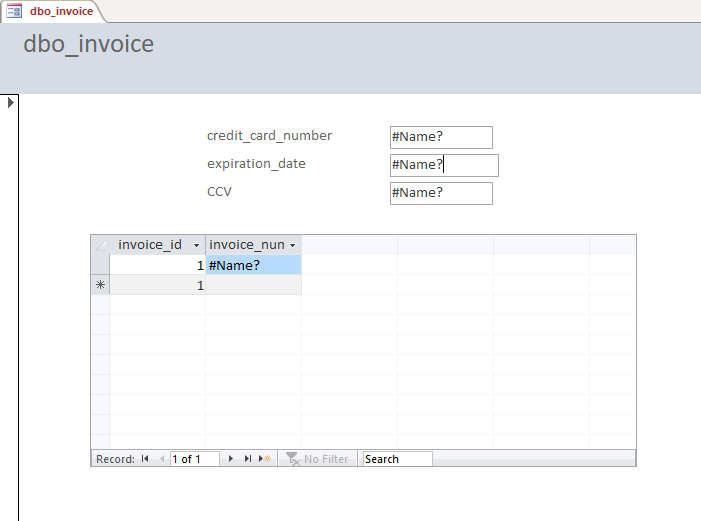 dbo_invoice
dbo_invoice
credit_card_number #Name?
expiration_date #Name?
CCV #Name?
invoice_id invoice_nun
1 #Name?
1
Record: 1 of 1 No Filter Search